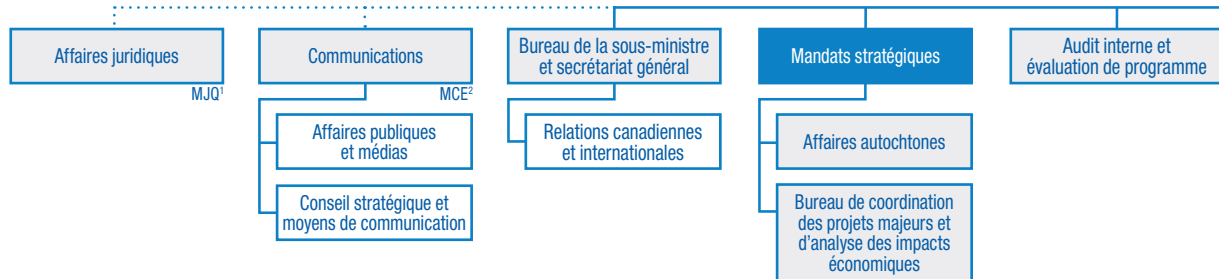 Affaires juridiques
MJQ¹
Communications
MCE²
Affaires publiques
et médias
Conseil stratégique et
moyens de communication
Bureau de la sous-ministre
et secrétariat général
Relations canadiennes
et internationales
Mandats stratégiques
Affaires autochtones
Bureau de coordination
des projets majeurs et
d'analyse des impacts
économiques
Audit interne et
évaluation de programme